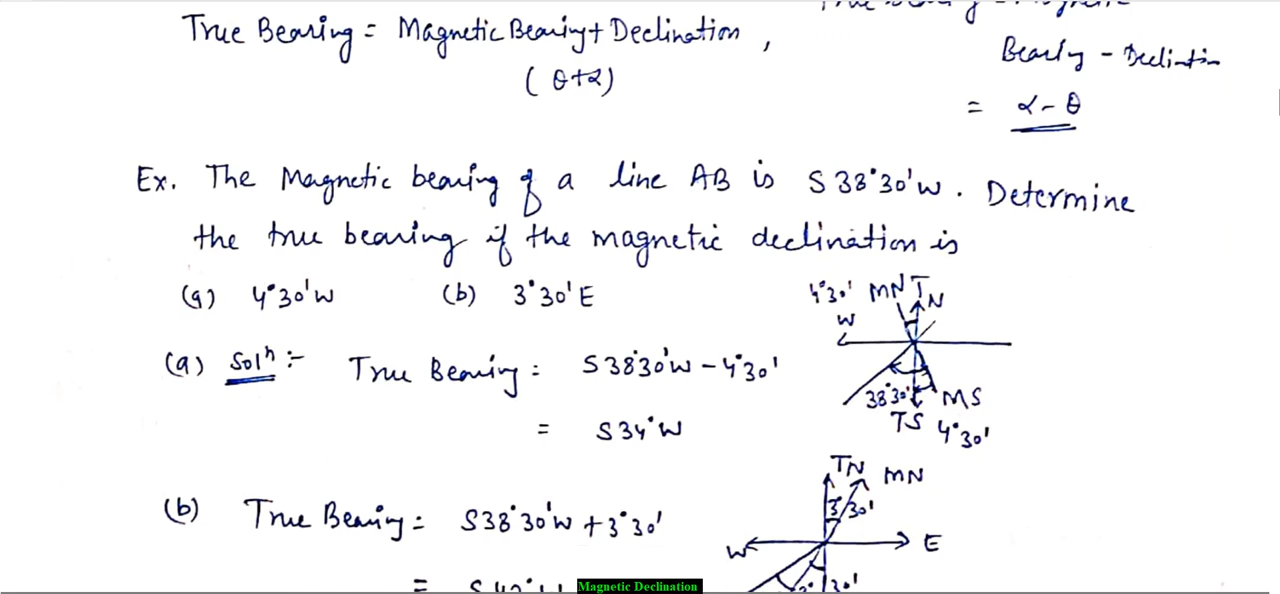 True Bearing = Magnetic Bearing + Declination ,
(θ+α)
Bearing - Declination
= α - θ
Ex. The Magnetic bearing of a line AB is S 38°30'W . Determine
the true bearing if the magnetic declination is
(a) 4°30'W (b) 3°30'E
4°30' MN TN
W
(a) Solⁿ :- True Bearing = S38°30'W - 4°30'
38°30' MS
TS 4°30'
= S34°W
TN MN
3°30'
(b) True Bearing = S38°30'W + 3°30'
W E
=
Magnetic Declination